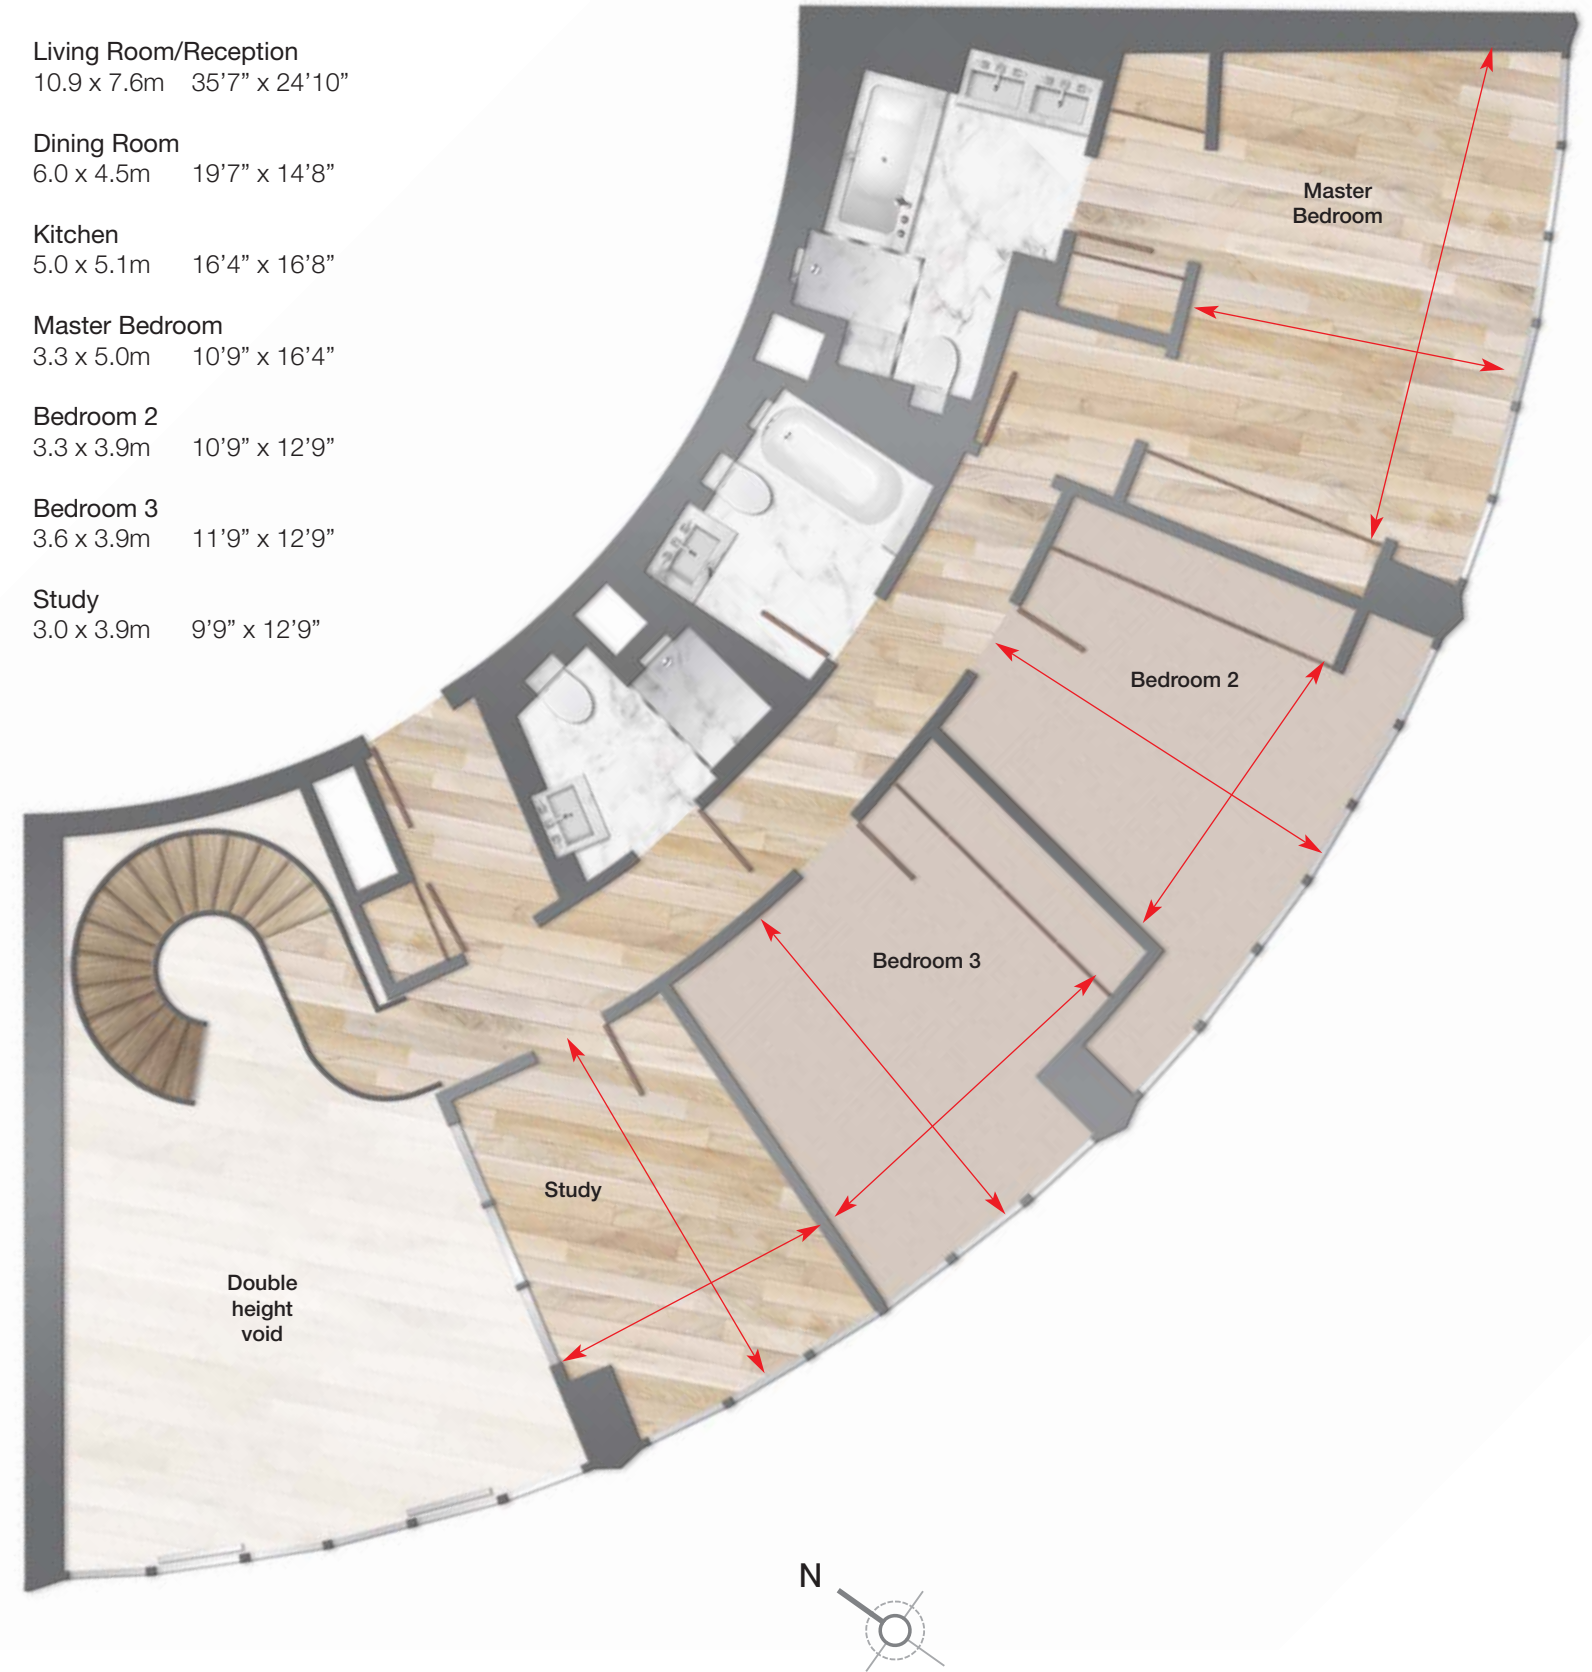 Living Room/Reception
10.9 x 7.6m 35’7” x 24’10”
Dining Room
6.0 x 4.5m 19’7” x 14’8”
Kitchen
5.0 x 5.1m 16’4” x 16’8”
Master Bedroom
3.3 x 5.0m 10’9” x 16’4”
Bedroom 2
3.3 x 3.9m 10’9” x 12’9”
Bedroom 3
3.6 x 3.9m 11’9” x 12’9”
Study
3.0 x 3.9m 9’9” x 12’9”
Master
Bedroom
Bedroom 2
Bedroom 3
Study
Double
height
void
N